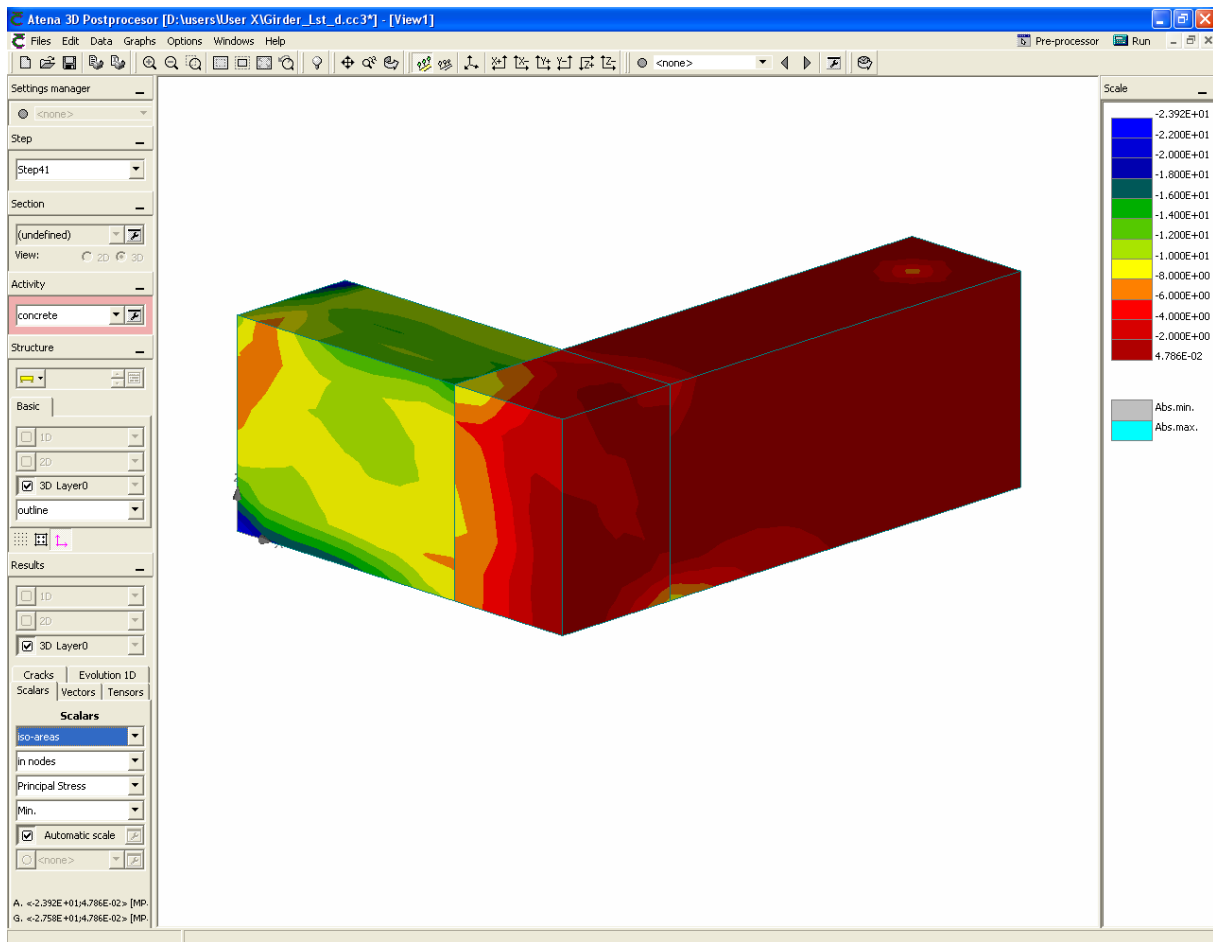 Atena 3D Postprocesor [D:\users\User X\Girder_Lst_d.cc3*] - [View1]
Files Edit Data Graphs Options Windows Help
Pre-processor Run
<none>
Settings manager
<none>
Step
Step41
Section
(undefined)
View: 2D 3D
Activity
concrete
Structure
Basic
1D
2D
3D Layer0
outline
Results
1D
2D
3D Layer0
Cracks Evolution 1D
Scalars Vectors Tensors
Scalars
iso-areas
in nodes
Principal Stress
Min.
Automatic scale
<none>
A. <-2.392E+01;4.786E-02> [MP
G. <-2.758E+01;4.786E-02> [MP
Scale
-2.392E+01
-2.200E+01
-2.000E+01
-1.800E+01
-1.600E+01
-1.400E+01
-1.200E+01
-1.000E+01
-8.000E+00
-6.000E+00
-4.000E+00
-2.000E+00
4.786E-02
Abs.min.
Abs.max.